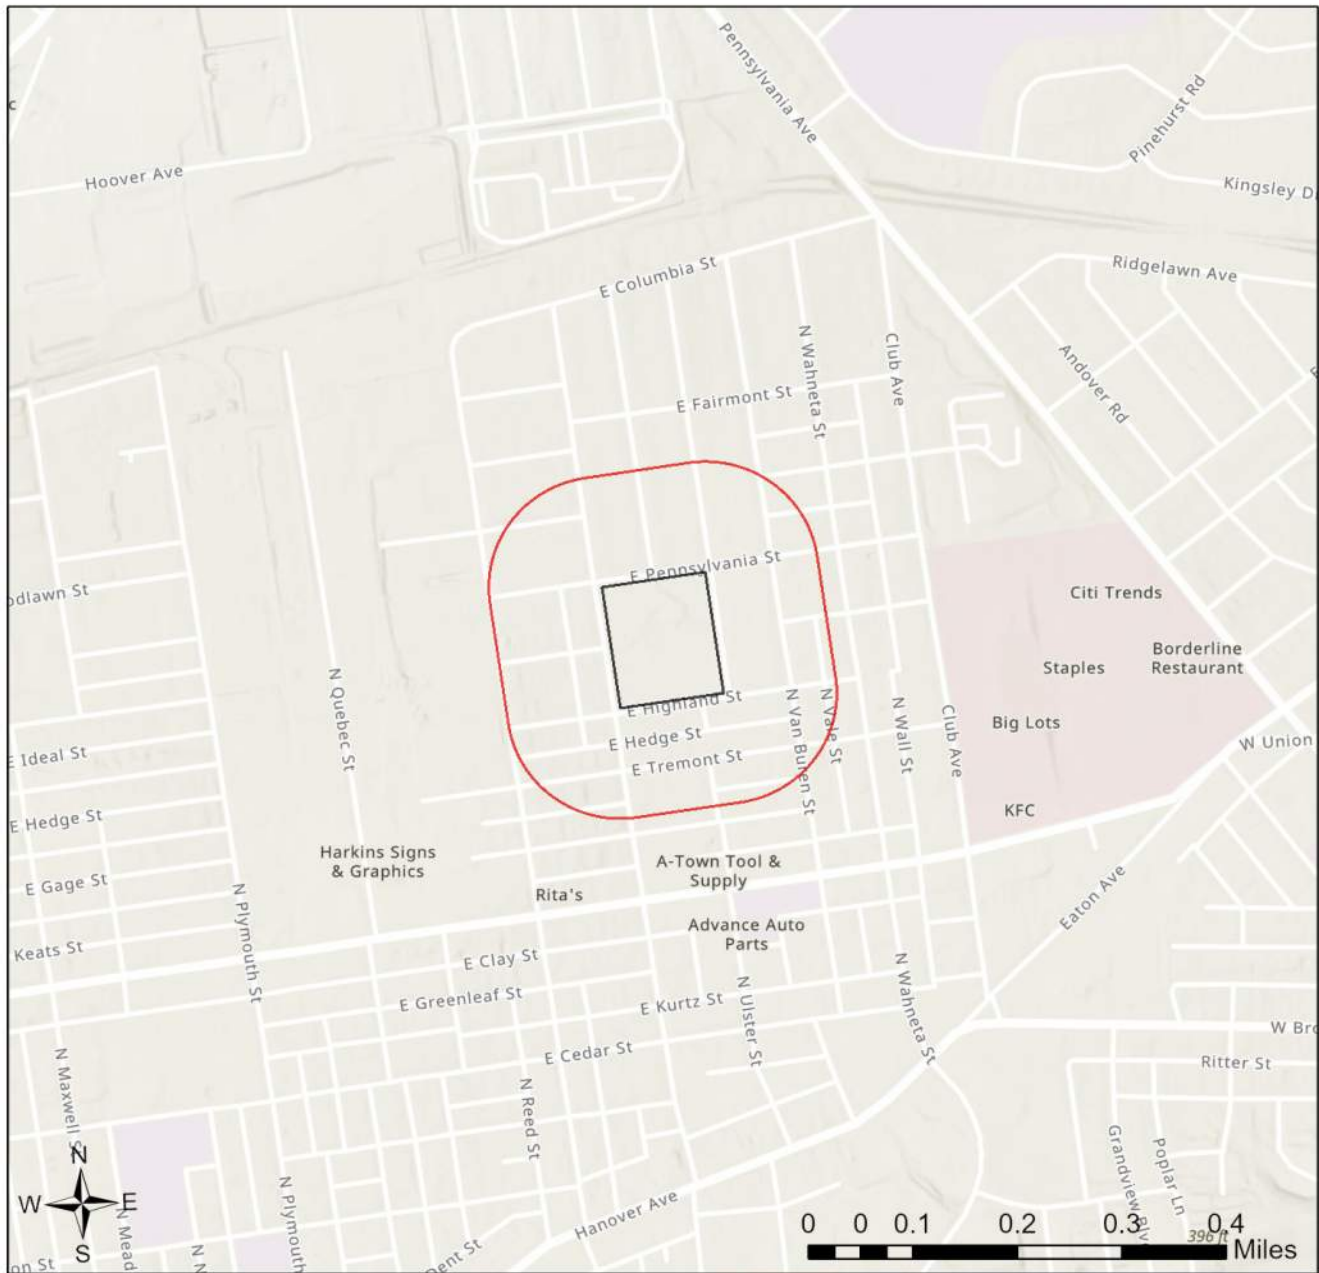 Pennsylvania Ave
Pinehurst Rd
c
Hoover Ave
Kingsley D
Ridgelawn Ave
E Columbia St
N Wahneta St
Club Ave
Andover Rd
E Fairmont St
E Pennsylvania St
odlawn St
Citi Trends
Borderline
Restaurant
Staples
N Quebec St
E Highland St
N Van Buren St
N Vale St
N Wall St
Club Ave
Big Lots
E Hedge St
W Union
E Ideal St
E Tremont St
KFC
E Hedge St
Harkins Signs
& Graphics
A-Town Tool &
Supply
E Gage St
Rita's
Eaton Ave
N Plymouth St
Advance Auto
Parts
Keats St
E Clay St
E Greenleaf St
E Kurtz St
N Ulster St
N Wahneta St
E Cedar St
W Bro
Ritter St
N Maxwell S
N Reed St
Grandview Blv
Poplar Ln
N Plymouth
Hanover Ave
N
W E
S
N Mead
N N
Dent St
on St
0 0 0.1 0.2 0.3 0.4
396 ft
Miles